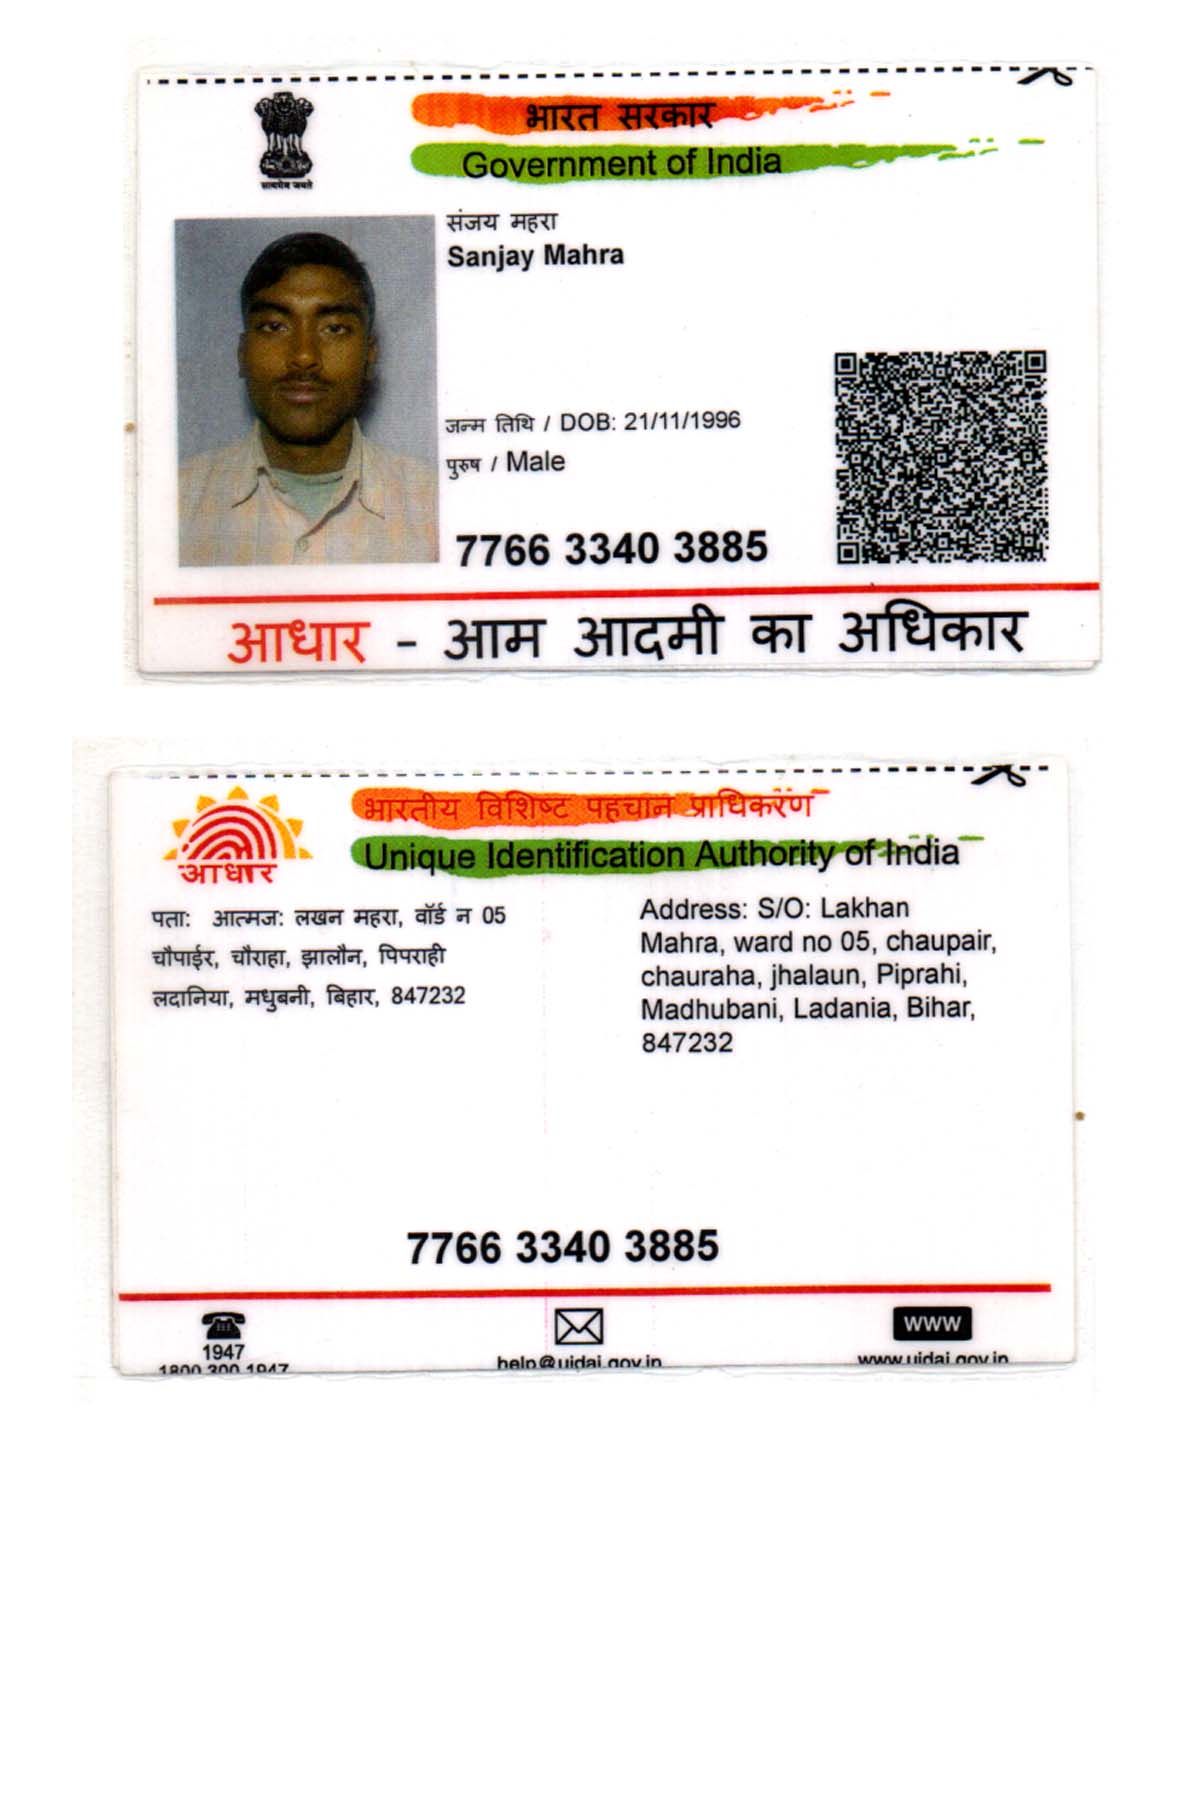 भारत सरकार
Government of India
सत्यमेव जयते
संजय महरा
Sanjay Mahra
जन्म तिथि / DOB: 21/11/1996
पुरुष / Male
7766 3340 3885
आधार - आम आदमी का अधिकार
भारतीय विशिष्ट पहचान प्राधिकरण
Unique Identification Authority of India
आधार
पता: आत्मज: लखन महरा, वॉर्ड न 05
चौपाईर, चौराहा, झालौन, पिपराही
लदानिया, मधुबनी, बिहार, 847232
Address: S/O: Lakhan
Mahra, ward no 05, chaupair,
chauraha, jhalaun, Piprahi,
Madhubani, Ladania, Bihar,
847232
7766 3340 3885
1947
1800 300 1947
help@uidai.gov.in
WWW
www.uidai.gov.in